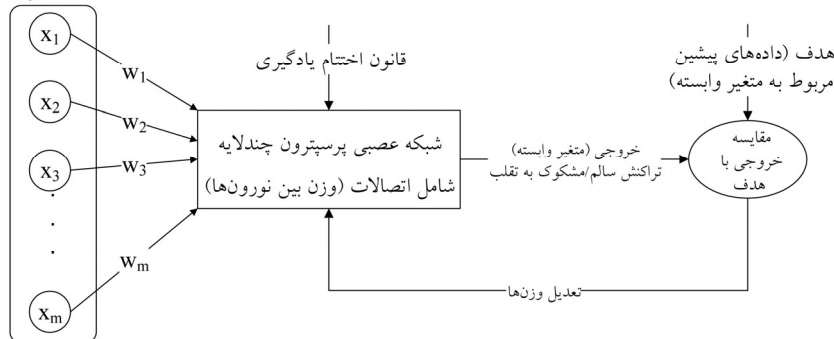 x1
x2
x3
xm
w1
w2
w3
wm
قانون اختتام یادگیری
شبکه عصبی پرسپترون چندلایه
شامل اتصالات (وزن بین نورون‌ها)
خروجی (متغیر وابسته)
تراکنش سالم/مشکوک به تقلب
هدف (داده‌های پیشین
مربوط به متغیر وابسته)
مقایسه
خروجی با
هدف
تعدیل وزن‌ها